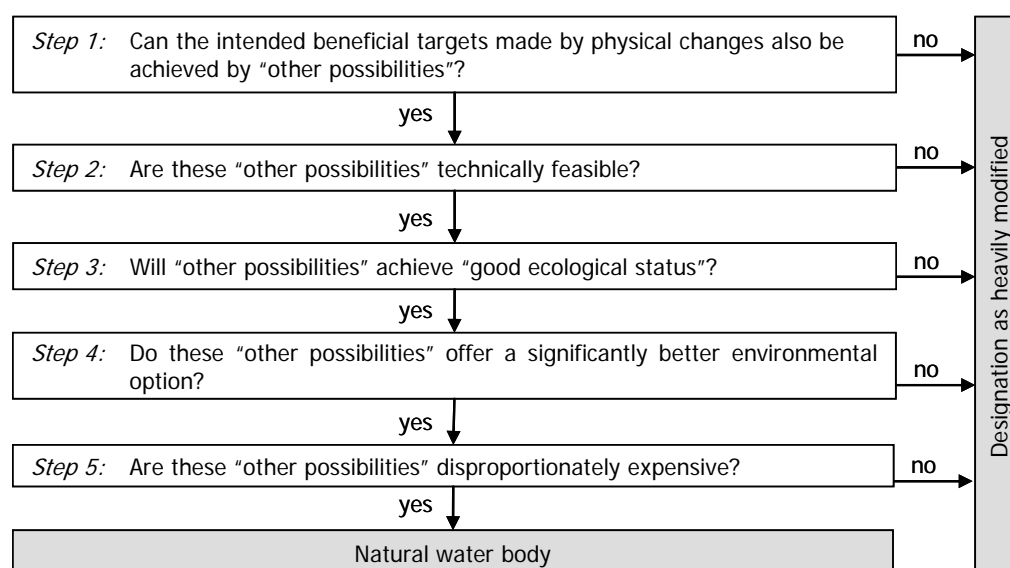 Step 1: Can the intended beneficial targets made by physical changes also be
achieved by “other possibilities”?
no
yes
Step 2: Are these “other possibilities” technically feasible?
no
yes
Step 3: Will “other possibilities” achieve “good ecological status”?
no
yes
Step 4: Do these “other possibilities” offer a significantly better environmental
option?
no
yes
Step 5: Are these “other possibilities” disproportionately expensive?
no
yes
Natural water body
Designation as heavily modified